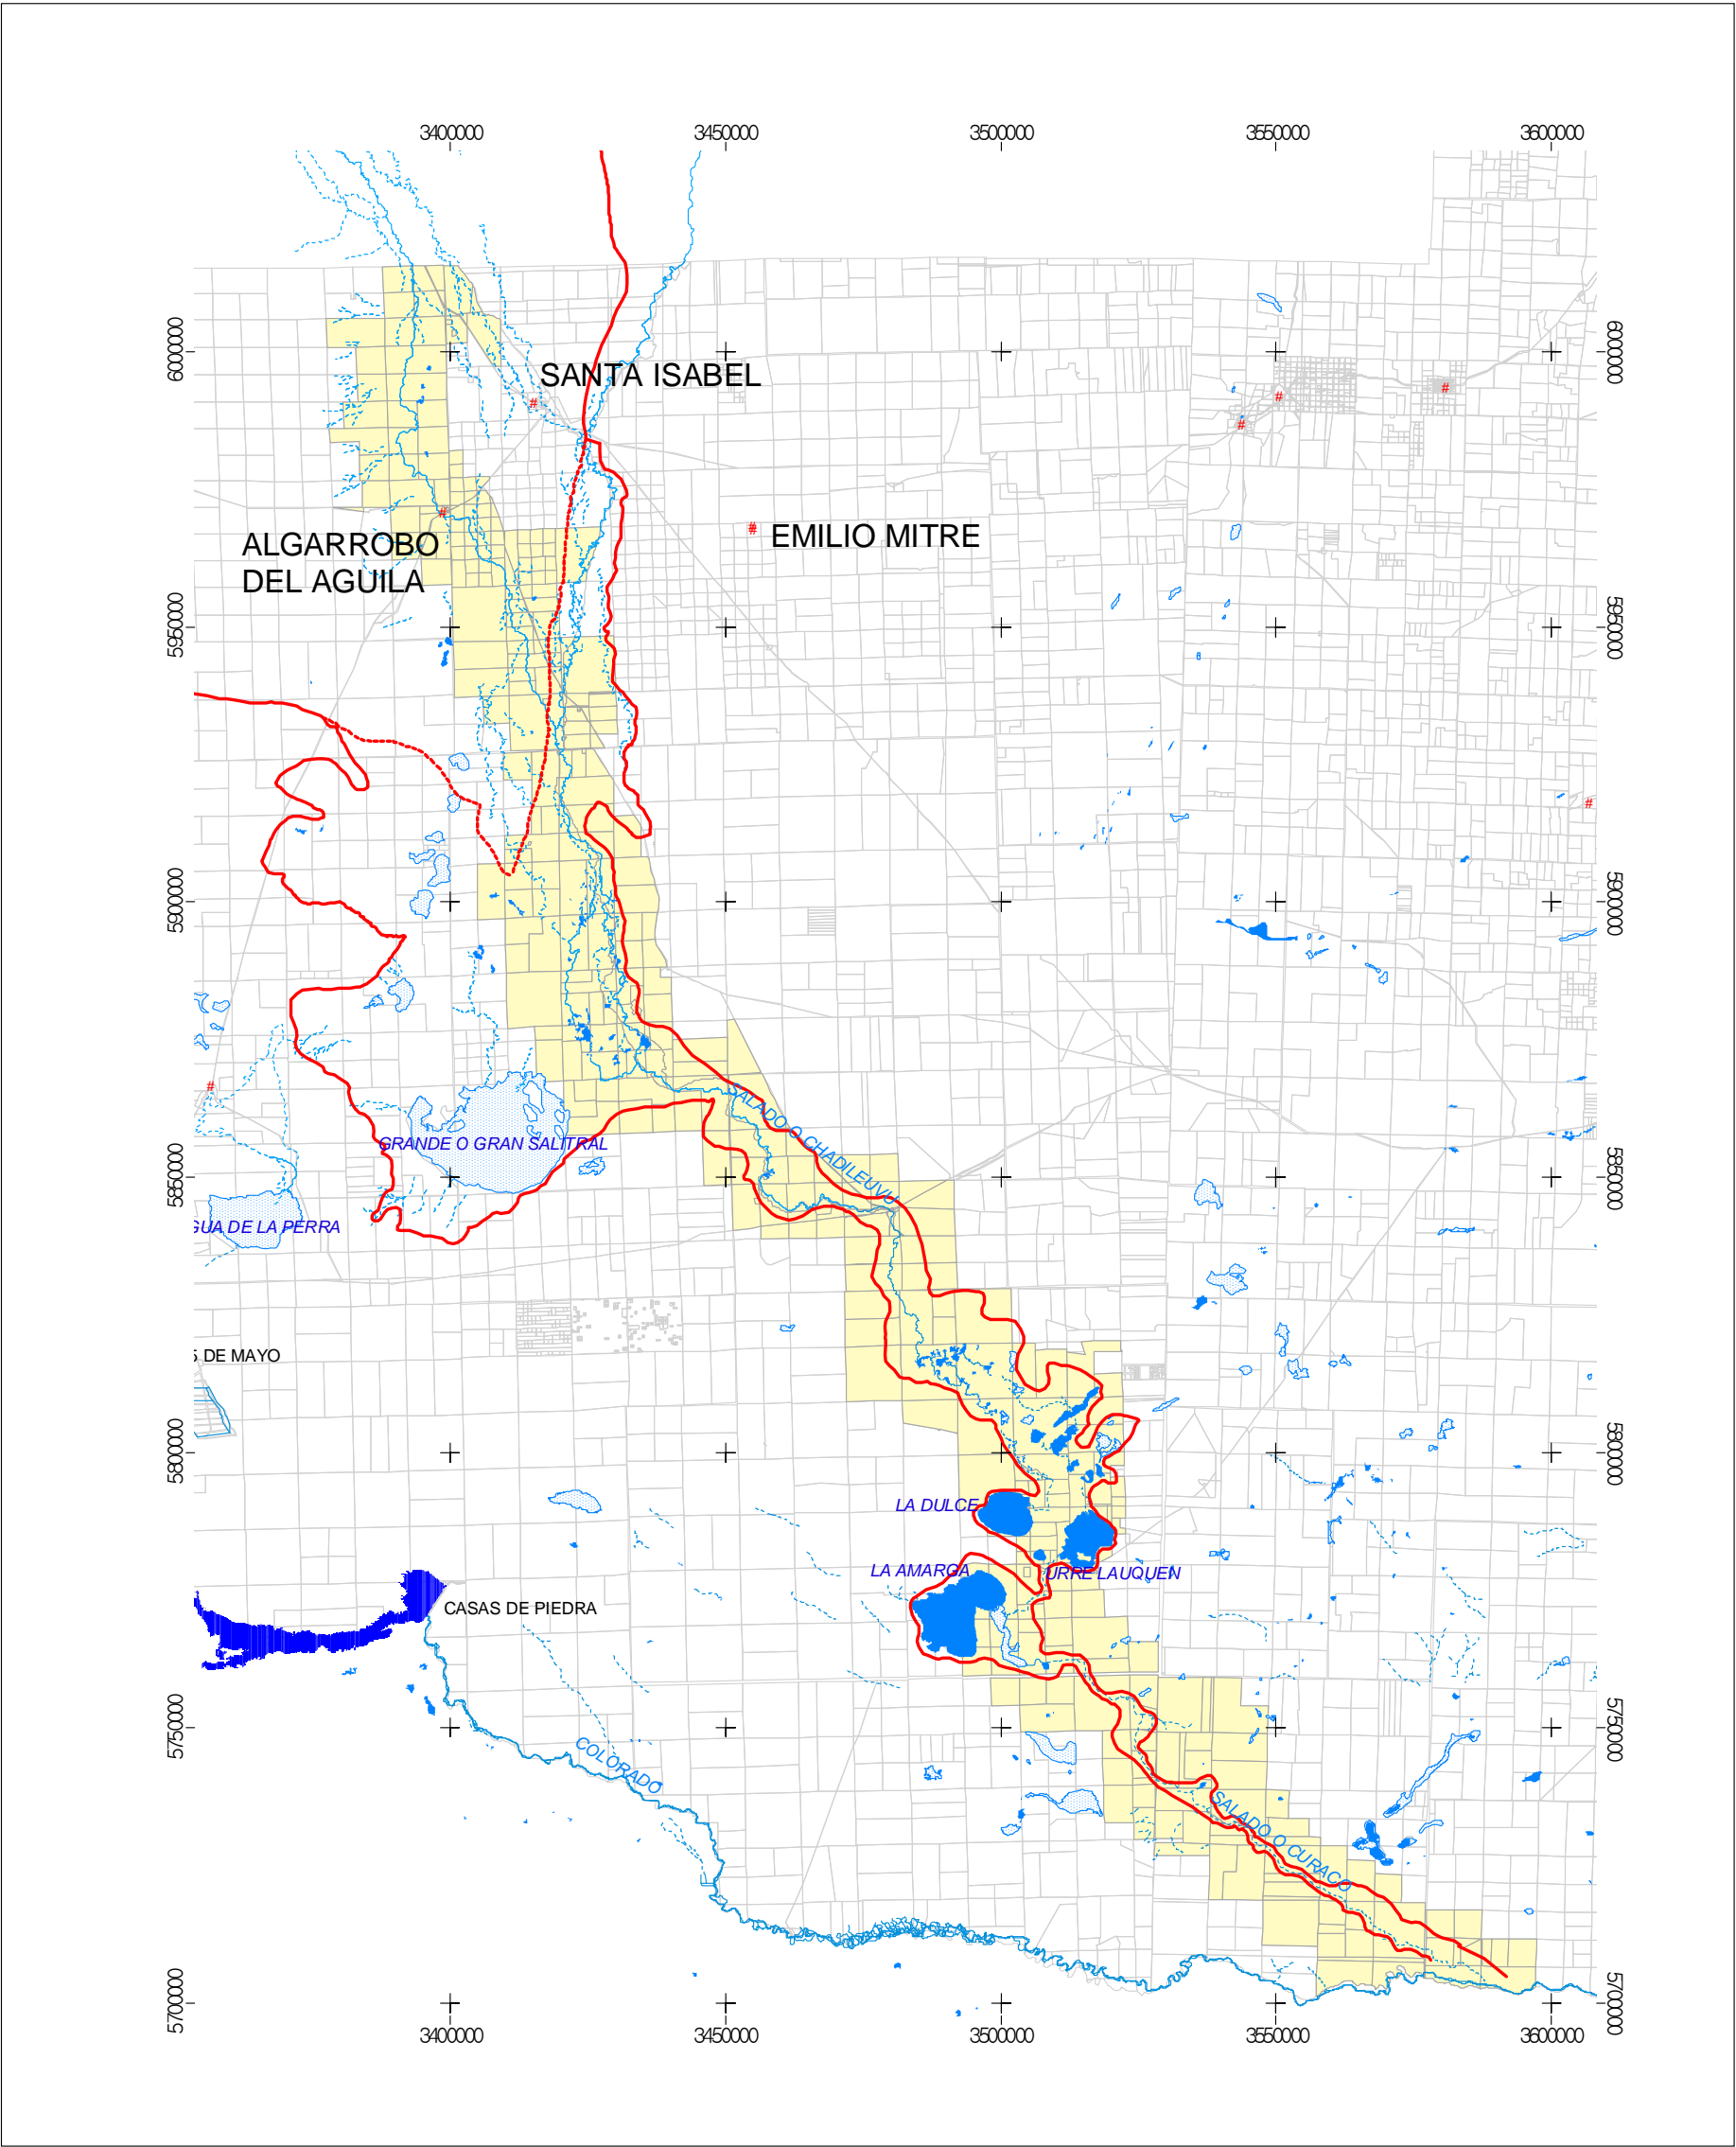 3400000 3450000 3500000 3550000 3600000
6000000 6000000
SANTA ISABEL
#
#
#
#
ALGARROBO
DEL AGUILA
#
# EMILIO MITRE
5950000 5950000
#
5900000 5900000
#
SALADO O CHADILEUVU
GRANDE O GRAN SALITRAL
5850000 5850000
GUA DE LA PERRA
5 DE MAYO
5800000 5800000
LA DULCE
LA AMARGA
URRE LAUQUEN
CASAS DE PIEDRA
5750000 5750000
COLORADO
SALADO O CURACO
5700000 5700000
3400000 3450000 3500000 3550000 3600000